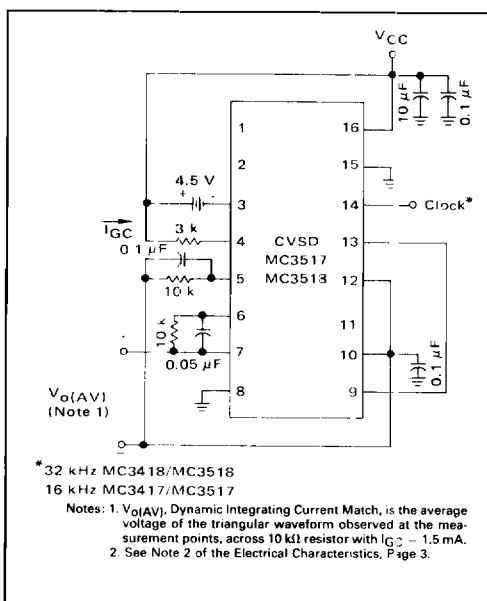 VCC
10 µF
0.1 µF
1
16
2
15
4.5 V
+ -
3
14
Clock*
IGC
3 k
4
CVSD
13
0.1 µF
MC3517
5
MC3518
12
10 k
6
11
10 k
7
10
0.05 µF
0.1 µF
8
9
Vo(AV)
(Note 1)
*32 kHz MC3418/MC3518
16 kHz MC3417/MC3517
Notes: 1. Vo(AV), Dynamic Integrating Current Match, is the average
voltage of the triangular waveform observed at the mea-
surement points, across 10 kΩ resistor with IGC = 1.5 mA.
2. See Note 2 of the Electrical Characteristics, Page 3.